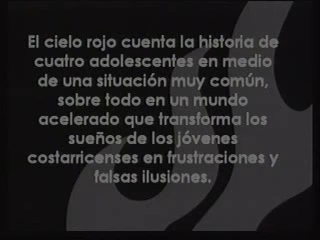 El cielo rojo cuenta la historia de
cuatro adolescentes en medio
de una situación muy común,
sobre todo en un mundo
acelerado que transforma los
sueños de los jóvenes
costarricenses en frustraciones y
falsas ilusiones.